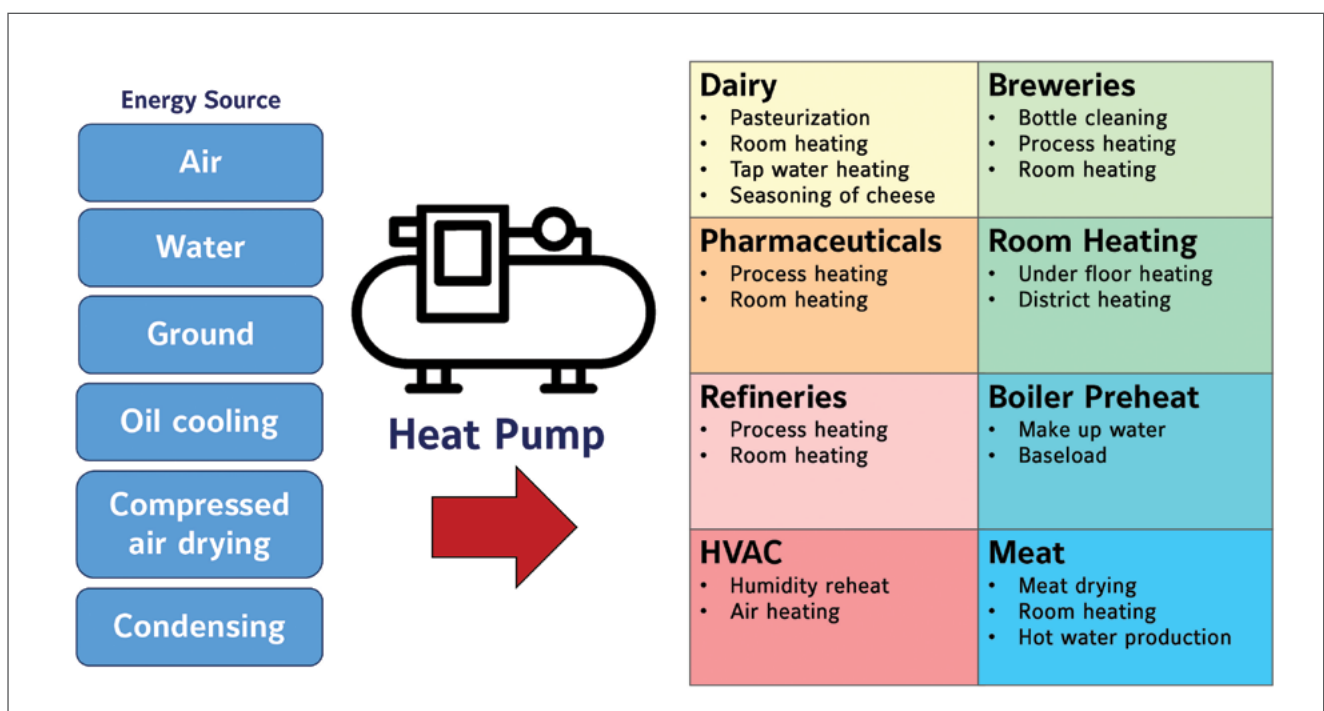 Energy Source
Air
Water
Ground
Oil cooling
Compressed
air drying
Condensing
Heat Pump
Dairy
• Pasteurization
• Room heating
• Tap water heating
• Seasoning of cheese
Breweries
• Bottle cleaning
• Process heating
• Room heating
Pharmaceuticals
• Process heating
• Room heating
Room Heating
• Under floor heating
• District heating
Refineries
• Process heating
• Room heating
Boiler Preheat
• Make up water
• Baseload
HVAC
• Humidity reheat
• Air heating
Meat
• Meat drying
• Room heating
• Hot water production